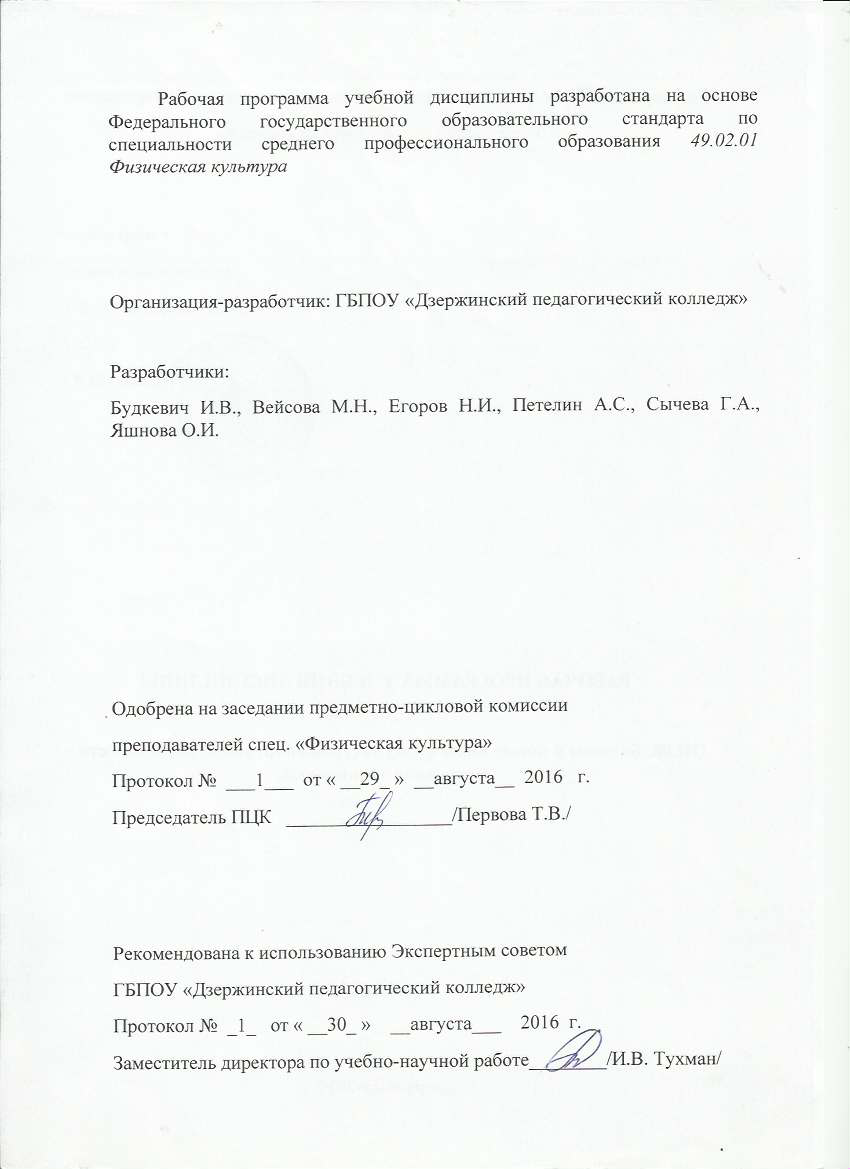 Рабочая программа учебной дисциплины разработана на основе
Федерального государственного образовательного стандарта по
специальности среднего профессионального образования 49.02.01
Физическая культура
Организация-разработчик: ГБПОУ «Дзержинский педагогический колледж»
Разработчики:
Будкевич И.В., Вейсова М.Н., Егоров Н.И., Петелин А.С., Сычева Г.А.,
Яшнова О.И.
Одобрена на заседании предметно-цикловой комиссии
преподавателей спец. «Физическая культура»
Протокол № ___1___ от « __29_ » __августа__ 2016 г.
Председатель ПЦК _________________/Первова Т.В./
Рекомендована к использованию Экспертным советом
ГБПОУ «Дзержинский педагогический колледж»
Протокол № _1_ от « __30_ » __августа___ 2016 г.
Заместитель директора по учебно-научной работе________/И.В. Тухман/